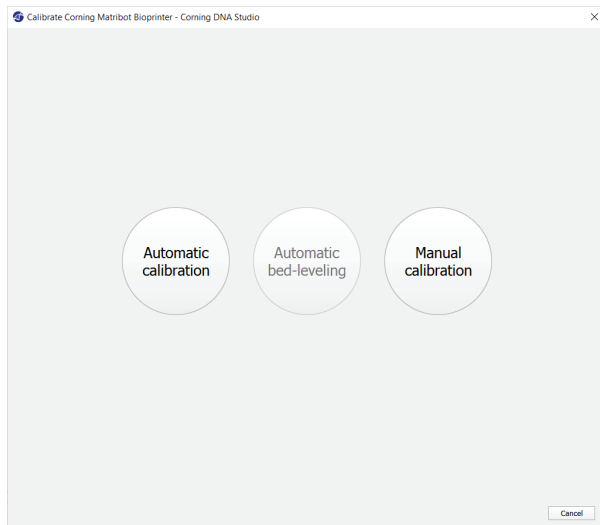 Calibrate Corning Matribot Bioprinter - Corning DNA Studio
Automatic
calibration
Automatic
bed-leveling
Manual
calibration
Cancel